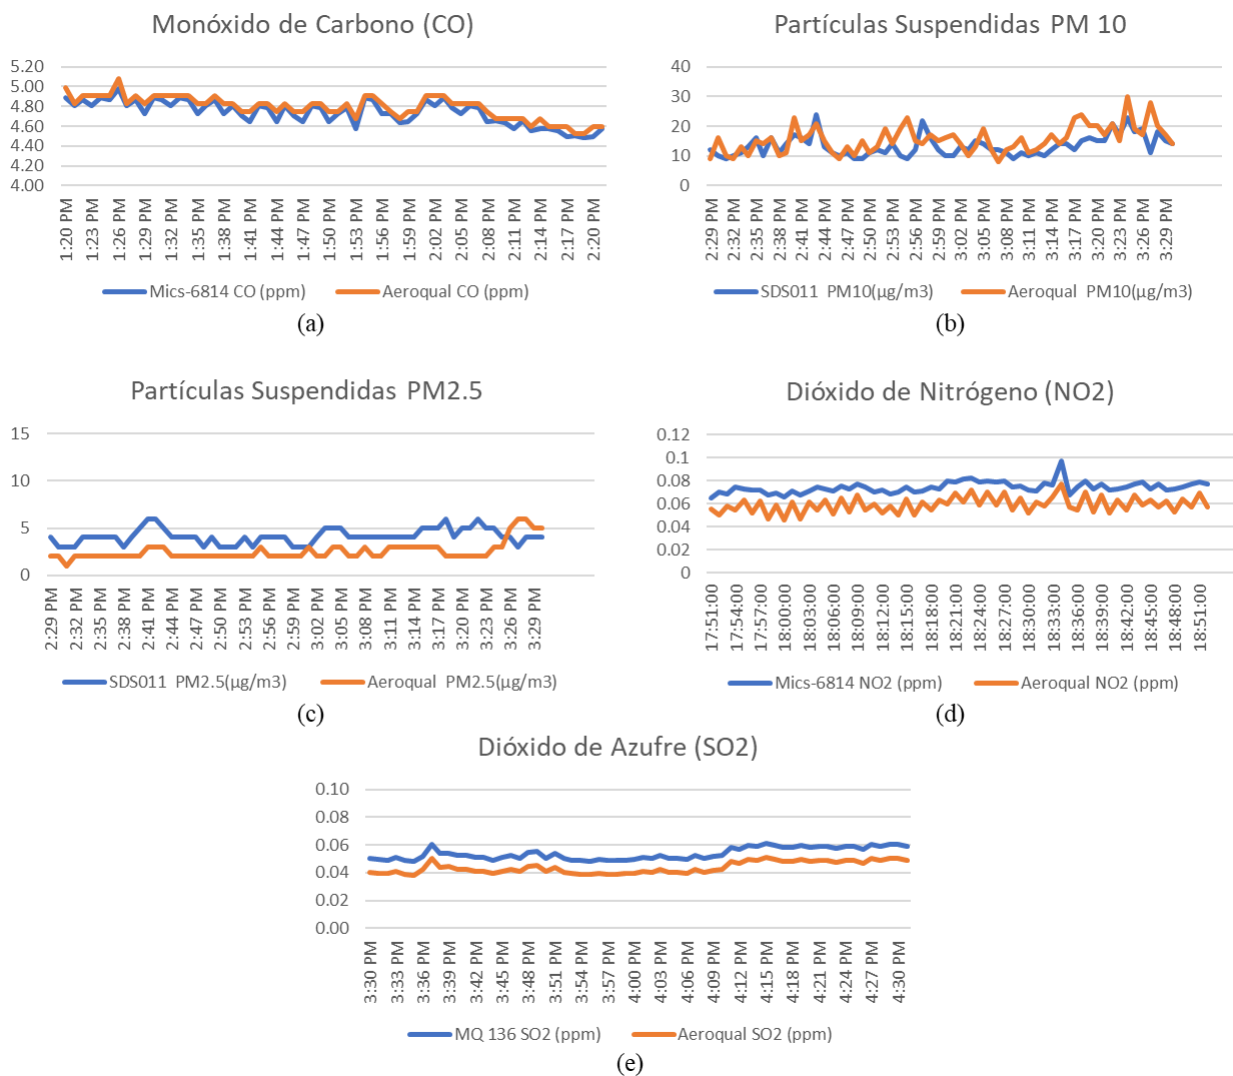 Monóxido de Carbono (CO)
5.20
5.00
4.80
4.60
4.40
4.20
4.00
1:20 PM
1:23 PM
1:26 PM
1:29 PM
1:32 PM
1:35 PM
1:38 PM
1:41 PM
1:44 PM
1:47 PM
1:50 PM
1:53 PM
1:56 PM
1:59 PM
2:02 PM
2:05 PM
2:08 PM
2:11 PM
2:14 PM
2:17 PM
2:20 PM
Mics-6814 CO (ppm) Aeroqual CO (ppm)
(a)
Partículas Suspendidas PM 10
40
30
20
10
0
2:29 PM
2:32 PM
2:35 PM
2:38 PM
2:41 PM
2:44 PM
2:47 PM
2:50 PM
2:53 PM
2:56 PM
2:59 PM
3:02 PM
3:05 PM
3:08 PM
3:11 PM
3:14 PM
3:17 PM
3:20 PM
3:23 PM
3:26 PM
3:29 PM
SDS011 PM10(µg/m3) Aeroqual PM10(µg/m3)
(b)
Partículas Suspendidas PM2.5
15
10
5
0
2:29 PM
2:32 PM
2:35 PM
2:38 PM
2:41 PM
2:44 PM
2:47 PM
2:50 PM
2:53 PM
2:56 PM
2:59 PM
3:02 PM
3:05 PM
3:08 PM
3:11 PM
3:14 PM
3:17 PM
3:20 PM
3:23 PM
3:26 PM
3:29 PM
SDS011 PM2.5(µg/m3) Aeroqual PM2.5(µg/m3)
(c)
Dióxido de Nitrógeno (NO2)
0.12
0.1
0.08
0.06
0.04
0.02
0
17:51:00
17:54:00
17:57:00
18:00:00
18:03:00
18:06:00
18:09:00
18:12:00
18:15:00
18:18:00
18:21:00
18:24:00
18:27:00
18:30:00
18:33:00
18:36:00
18:39:00
18:42:00
18:45:00
18:48:00
18:51:00
Mics-6814 NO2 (ppm) Aeroqual NO2 (ppm)
(d)
Dióxido de Azufre (SO2)
0.10
0.08
0.06
0.04
0.02
0.00
3:30 PM
3:33 PM
3:36 PM
3:39 PM
3:42 PM
3:45 PM
3:48 PM
3:51 PM
3:54 PM
3:57 PM
4:00 PM
4:03 PM
4:06 PM
4:09 PM
4:12 PM
4:15 PM
4:18 PM
4:21 PM
4:24 PM
4:27 PM
4:30 PM
MQ 136 SO2 (ppm) Aeroqual SO2 (ppm)
(e)